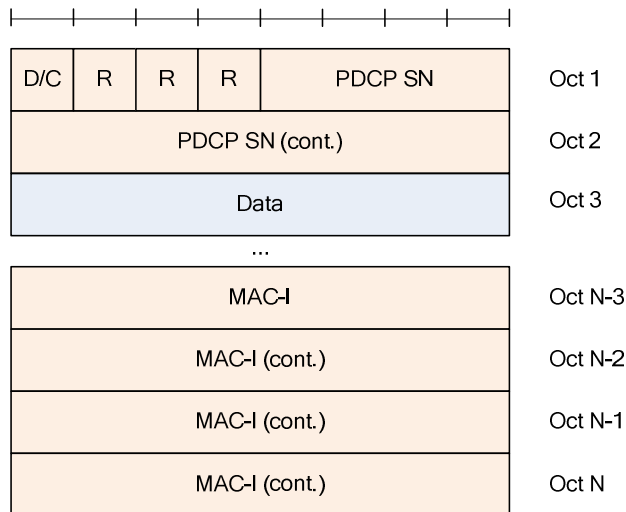 D/C R R R PDCP SN Oct 1
PDCP SN (cont.) Oct 2
Data Oct 3
...
MAC-I Oct N-3
MAC-I (cont.) Oct N-2
MAC-I (cont.) Oct N-1
MAC-I (cont.) Oct N